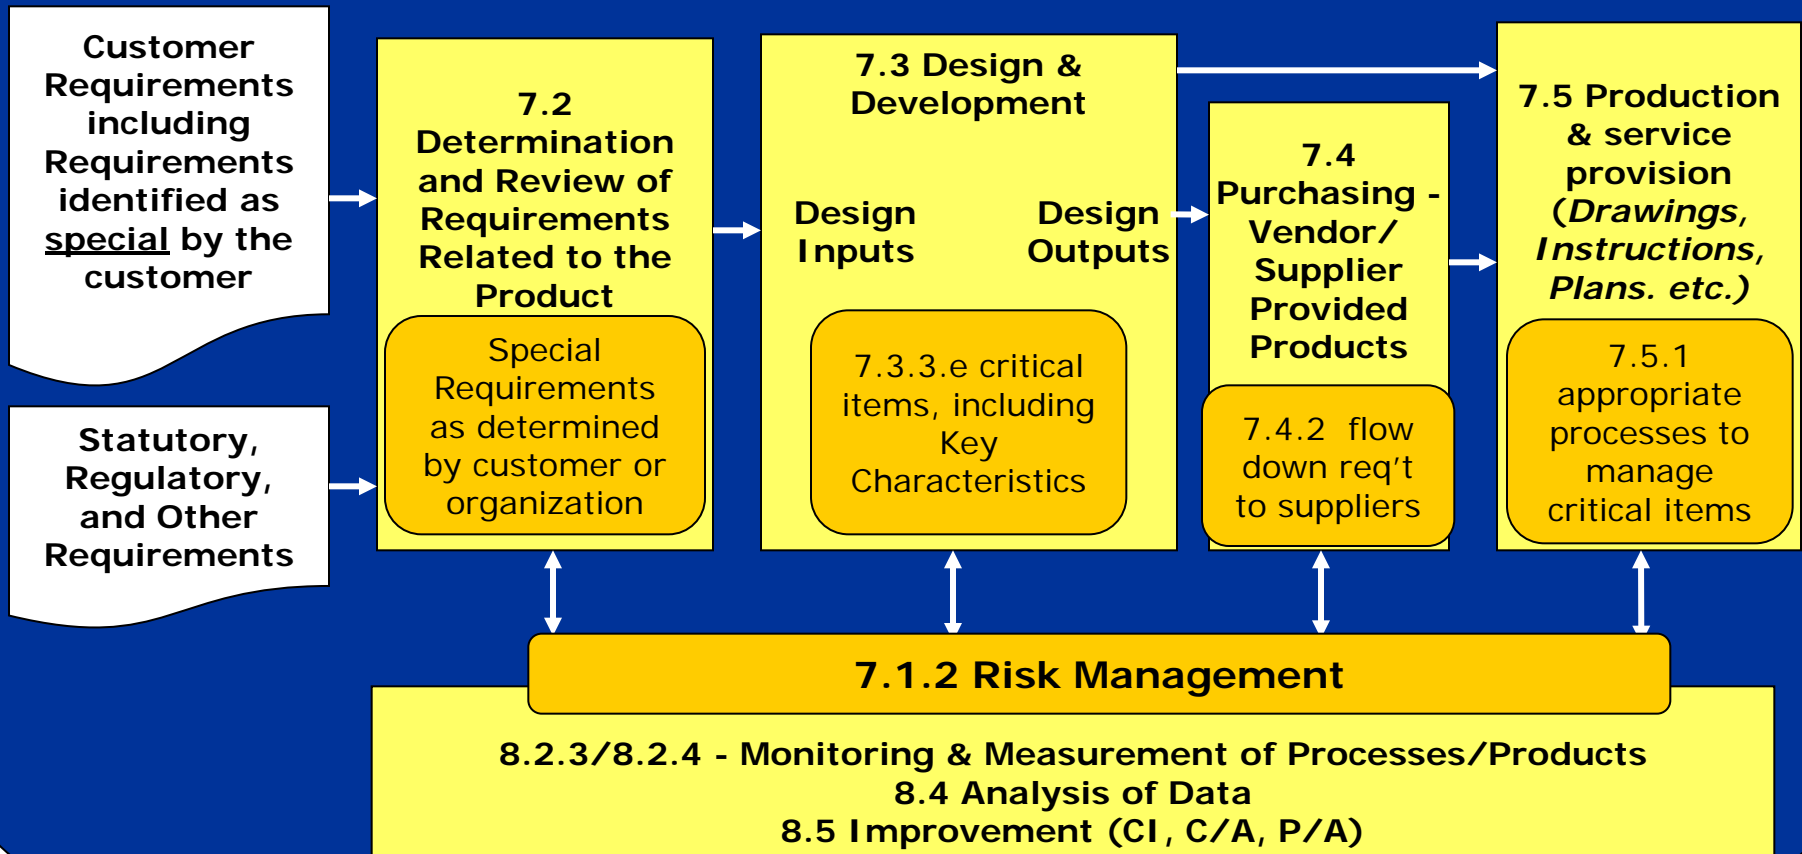 Customer
Requirements
including
Requirements
identified as
special by the
customer
Statutory,
Regulatory,
and Other
Requirements
7.2
Determination
and Review of
Requirements
Related to the
Product
Special
Requirements
as determined
by customer or
organization
7.3 Design &
Development
Design
Inputs
Design
Outputs
7.3.3.e critical
items, including
Key
Characteristics
7.4
Purchasing -
Vendor/
Supplier
Provided
Products
7.4.2 flow
down req't
to suppliers
7.5 Production
& service
provision
(Drawings,
Instructions,
Plans. etc.)
7.5.1
appropriate
processes to
manage
critical items
7.1.2 Risk Management
8.2.3/8.2.4 - Monitoring & Measurement of Processes/Products
8.4 Analysis of Data
8.5 Improvement (CI, C/A, P/A)